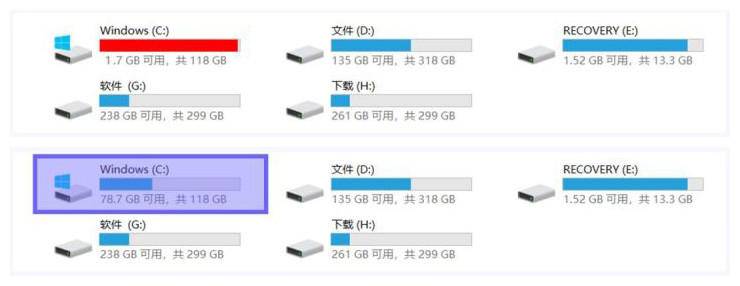 Windows (C:)
1.7 GB 可用，共 118 GB
文件 (D:)
135 GB 可用，共 318 GB
RECOVERY (E:)
1.52 GB 可用，共 13.3 GB
软件 (G:)
238 GB 可用，共 299 GB
下载 (H:)
261 GB 可用，共 299 GB
Windows (C:)
78.7 GB 可用，共 118 GB
文件 (D:)
135 GB 可用，共 318 GB
RECOVERY (E:)
1.52 GB 可用，共 13.3 GB
软件 (G:)
238 GB 可用，共 299 GB
下载 (H:)
261 GB 可用，共 299 GB